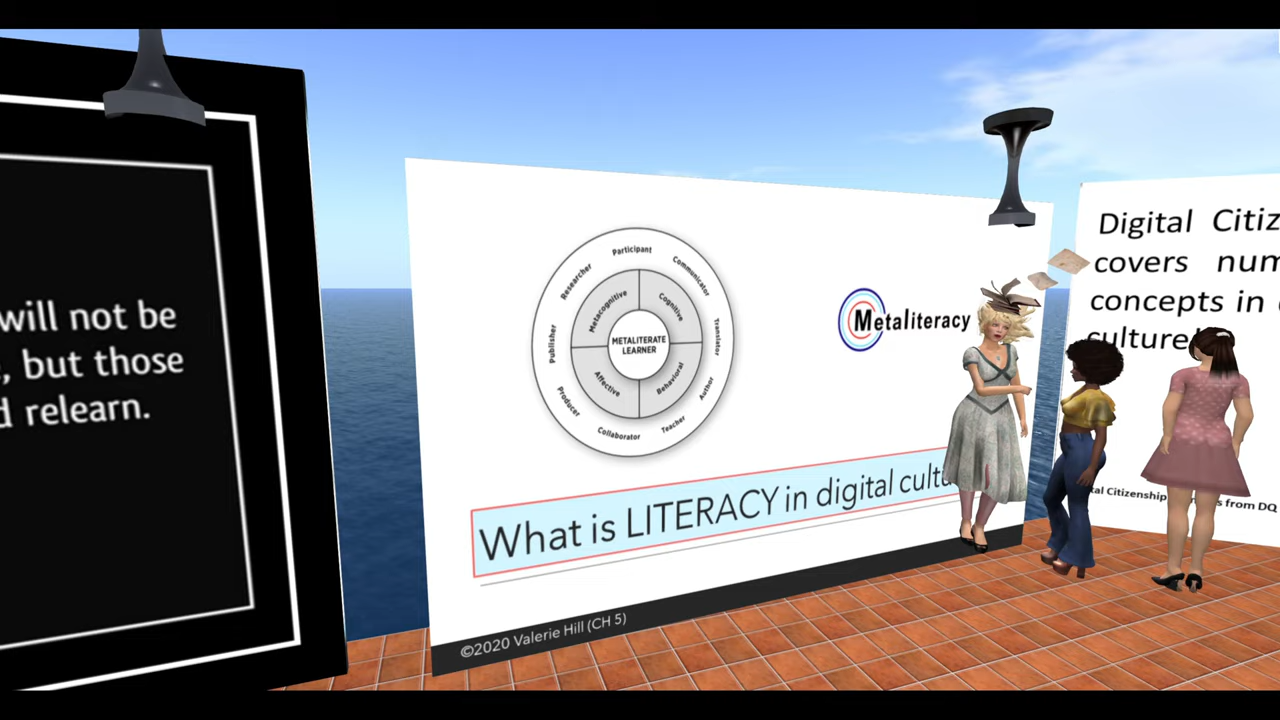 will not be
, but those
relearn.
Participant
Communicator
Translator
Author
Teacher
Collaborator
Producer
Publisher
Researcher
Metacognitive
Cognitive
Behavioral
Affective
METALITERATE
LEARNER
Metaliteracy
What is LITERACY in digital cultu
©2020 Valerie Hill (CH 5)
Digital Citiz
covers num
concepts in
culture
tal Citizenship
from DQ